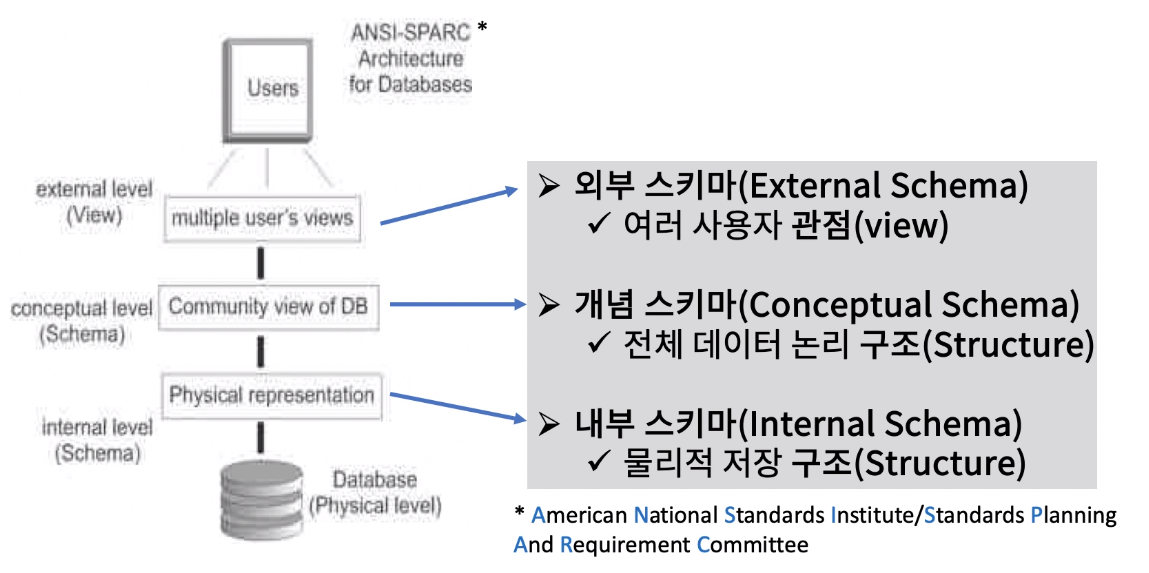 ANSI-SPARC *
Architecture
for Databases
Users
external level
(View)
multiple user's views
conceptual level
(Schema)
Community view of DB
Physical representation
internal level
(Schema)
Database
(Physical level)
➢ 외부 스키마(External Schema)
✓ 여러 사용자 관점(view)
➢ 개념 스키마(Conceptual Schema)
✓ 전체 데이터 논리 구조(Structure)
➢ 내부 스키마(Internal Schema)
✓ 물리적 저장 구조(Structure)
* American National Standards Institute/Standards Planning
And Requirement Committee